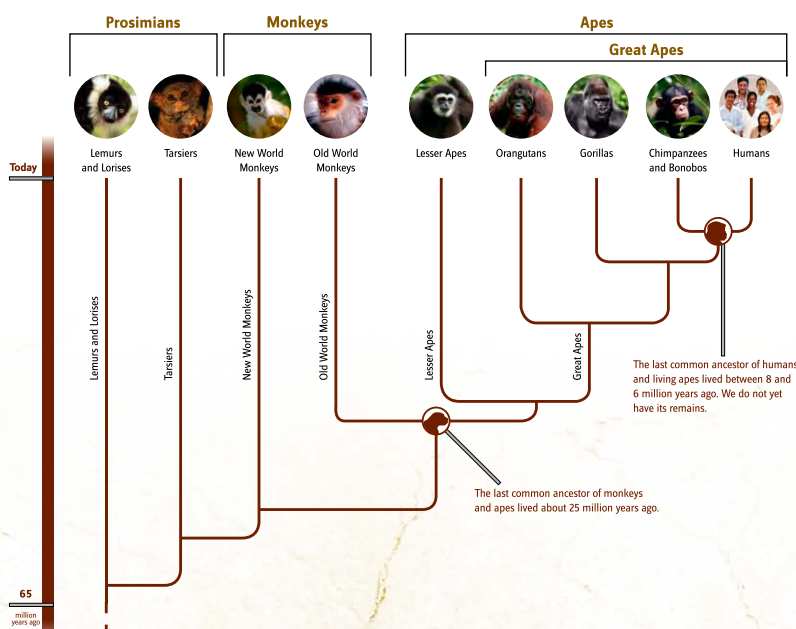 Prosimians
Monkeys
Apes
Great Apes
Lemurs
and Lorises
Tarsiers
New World
Monkeys
Old World
Monkeys
Lesser Apes
Orangutans
Gorillas
Chimpanzees
and Bonobos
Humans
Today
Lemurs and Lorises
Tarsiers
New World Monkeys
Old World Monkeys
Lesser Apes
Great Apes
The last common ancestor of humans
and living apes lived between 8 and
6 million years ago. We do not yet
have its remains.
The last common ancestor of monkeys
and apes lived about 25 million years ago.
65
million
years ago